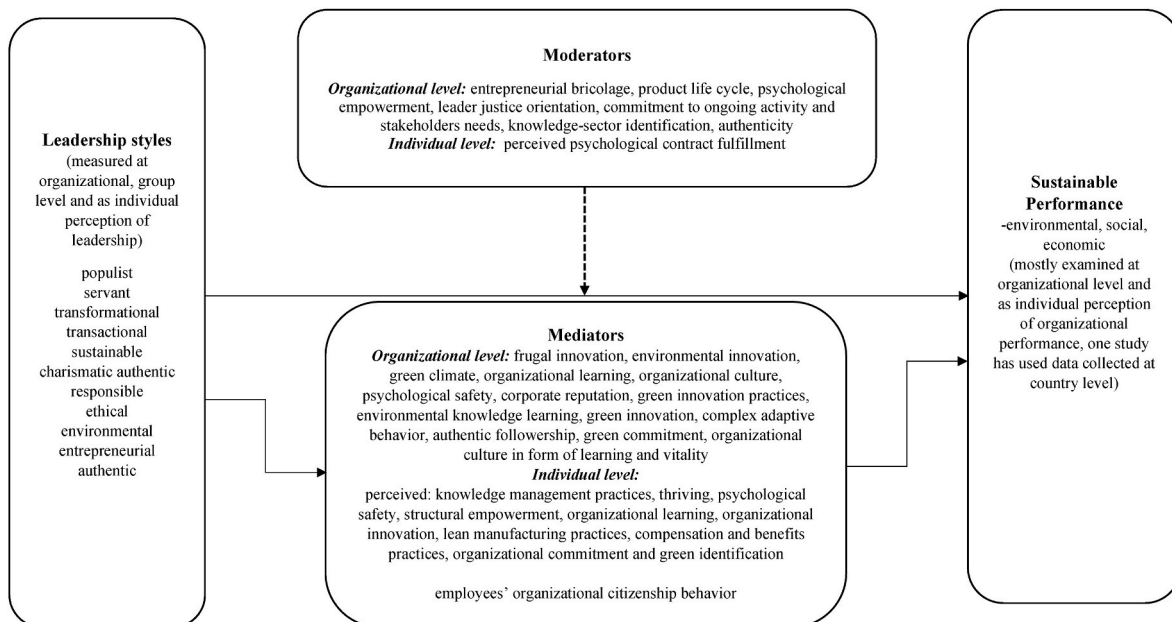 Leadership styles
(measured at
organizational, group
level and as individual
perception of
leadership)
populist
servant
transformational
transactional
sustainable
charismatic authentic
responsible
ethical
environmental
entrepreneurial
authentic
Moderators
Organizational level: entrepreneurial bricolage, product life cycle, psychological
empowerment, leader justice orientation, commitment to ongoing activity and
stakeholders needs, knowledge-sector identification, authenticity
Individual level: perceived psychological contract fulfillment
Mediators
Organizational level: frugal innovation, environmental innovation,
green climate, organizational learning, organizational culture,
psychological safety, corporate reputation, green innovation practices,
environmental knowledge learning, green innovation, complex adaptive
behavior, authentic followership, green commitment, organizational
culture in form of learning and vitality
Individual level:
perceived: knowledge management practices, thriving, psychological
safety, structural empowerment, organizational learning, organizational
innovation, lean manufacturing practices, compensation and benefits
practices, organizational commitment and green identification
employees’ organizational citizenship behavior
Sustainable
Performance
-environmental, social,
economic
(mostly examined at
organizational level and
as individual perception
of organizational
performance, one study
has used data collected at
country level)